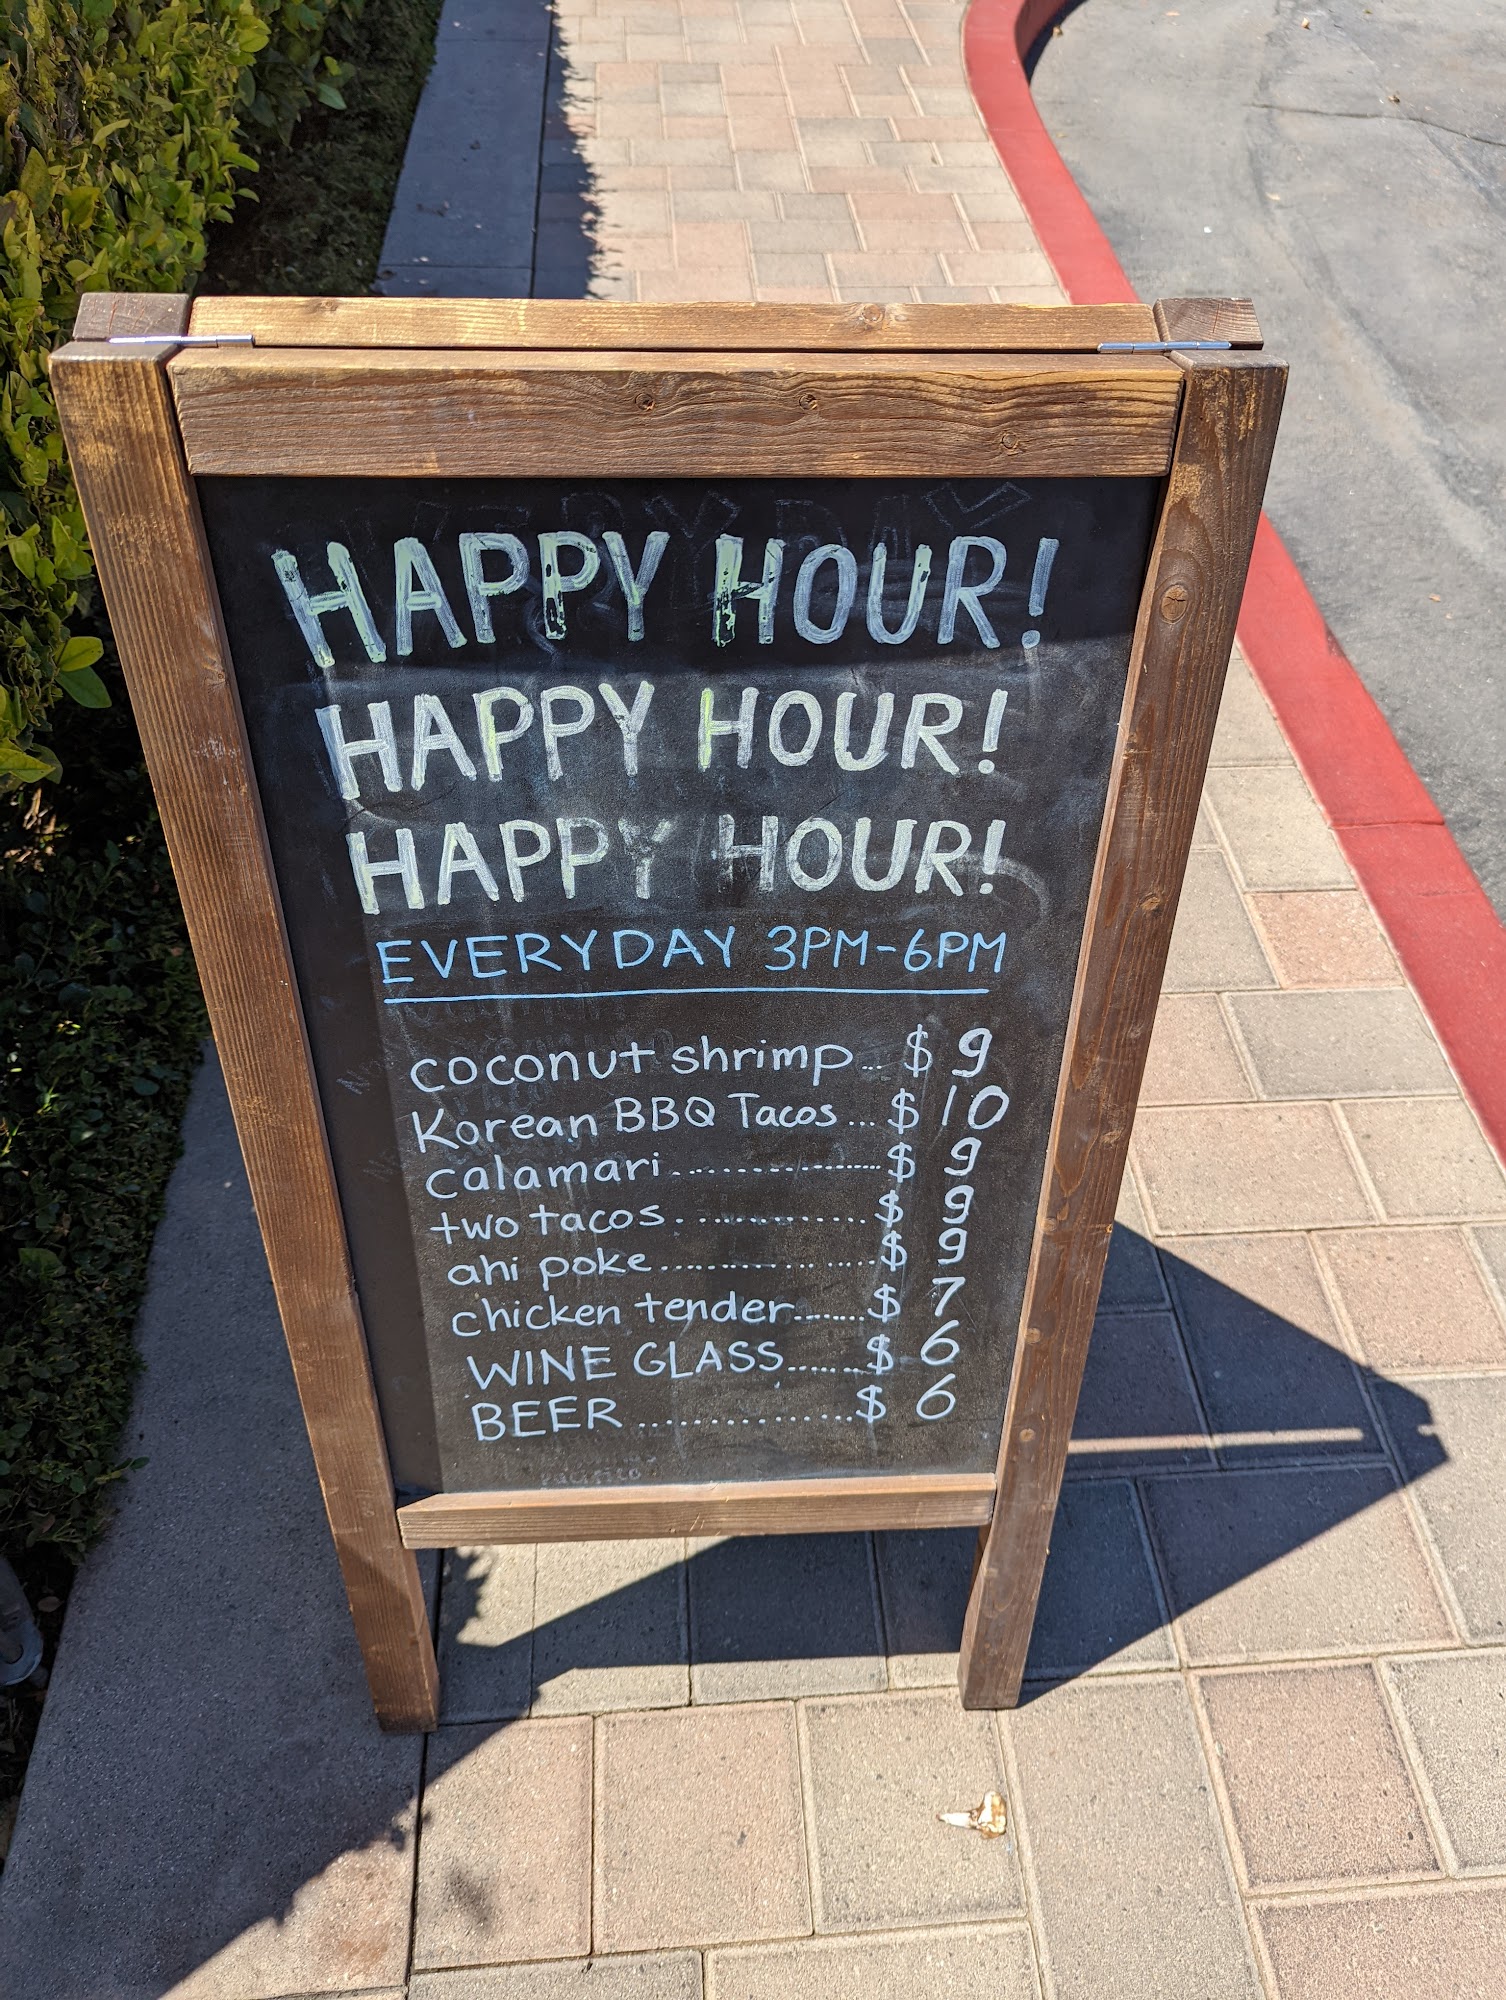 HAPPY HOUR!
HAPPY HOUR!
HAPPY HOUR!
EVERYDAY 3PM-6PM
coconut shrimp... $ 9
Korean BBQ Tacos... $ 10
calamari.................... $ 9
two tacos.................. $ 9
ahi poke.................... $ 9
chicken tender....... $ 7
WINE GLASS....... $ 6
BEER ................ $ 6